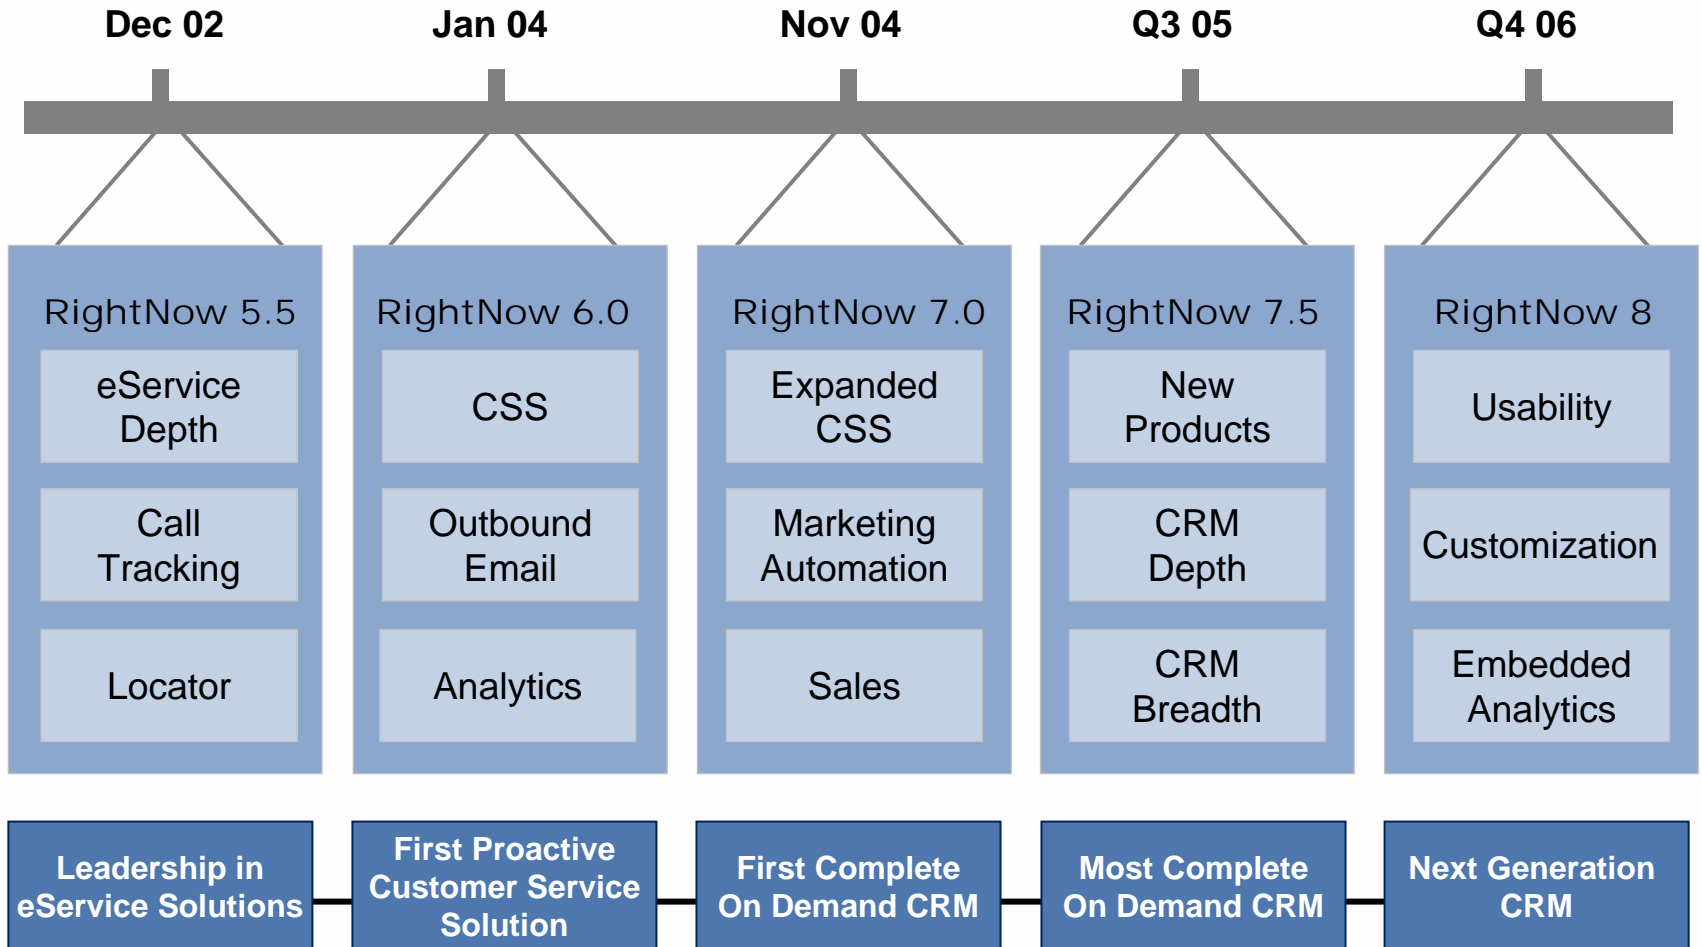 Dec 02
Jan 04
Nov 04
Q3 05
Q4 06
RightNow 5.5
eService
Depth
Call
Tracking
Locator
RightNow 6.0
CSS
Outbound
Email
Analytics
RightNow 7.0
Expanded
CSS
Marketing
Automation
Sales
RightNow 7.5
New
Products
CRM
Depth
CRM
Breadth
RightNow 8
Usability
Customization
Embedded
Analytics
Leadership in
eService Solutions
First Proactive
Customer Service
Solution
First Complete
On Demand CRM
Most Complete
On Demand CRM
Next Generation
CRM